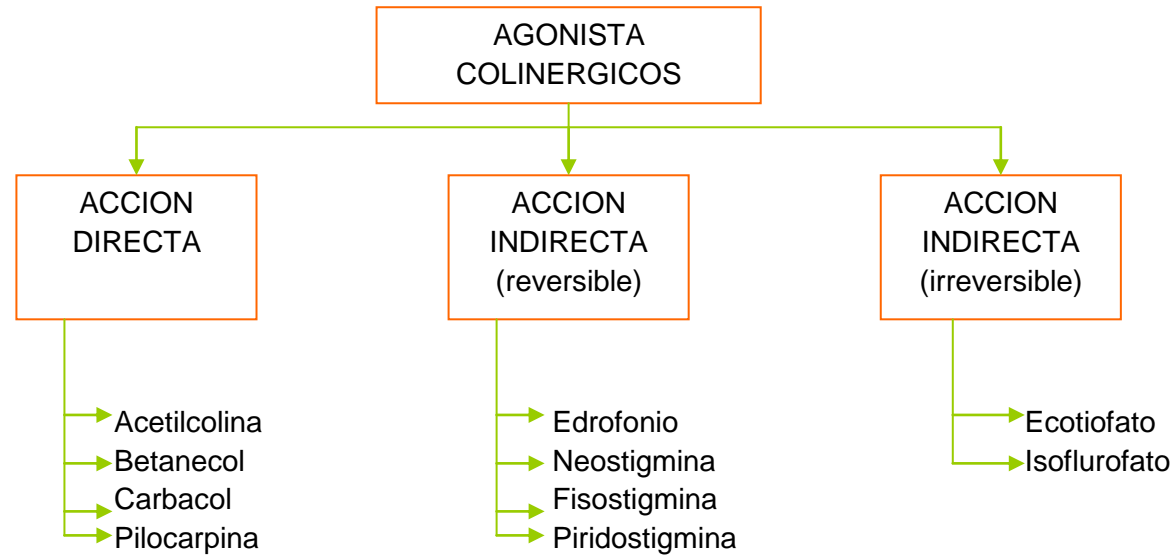 AGONISTA
COLINERGICOS
ACCION
DIRECTA
ACCION
INDIRECTA
(reversible)
ACCION
INDIRECTA
(irreversible)
Acetilcolina
Betanecol
Carbacol
Pilocarpina
Edrofonio
Neostigmina
Fisostigmina
Piridostigmina
Ecotiofato
Isoflurofato